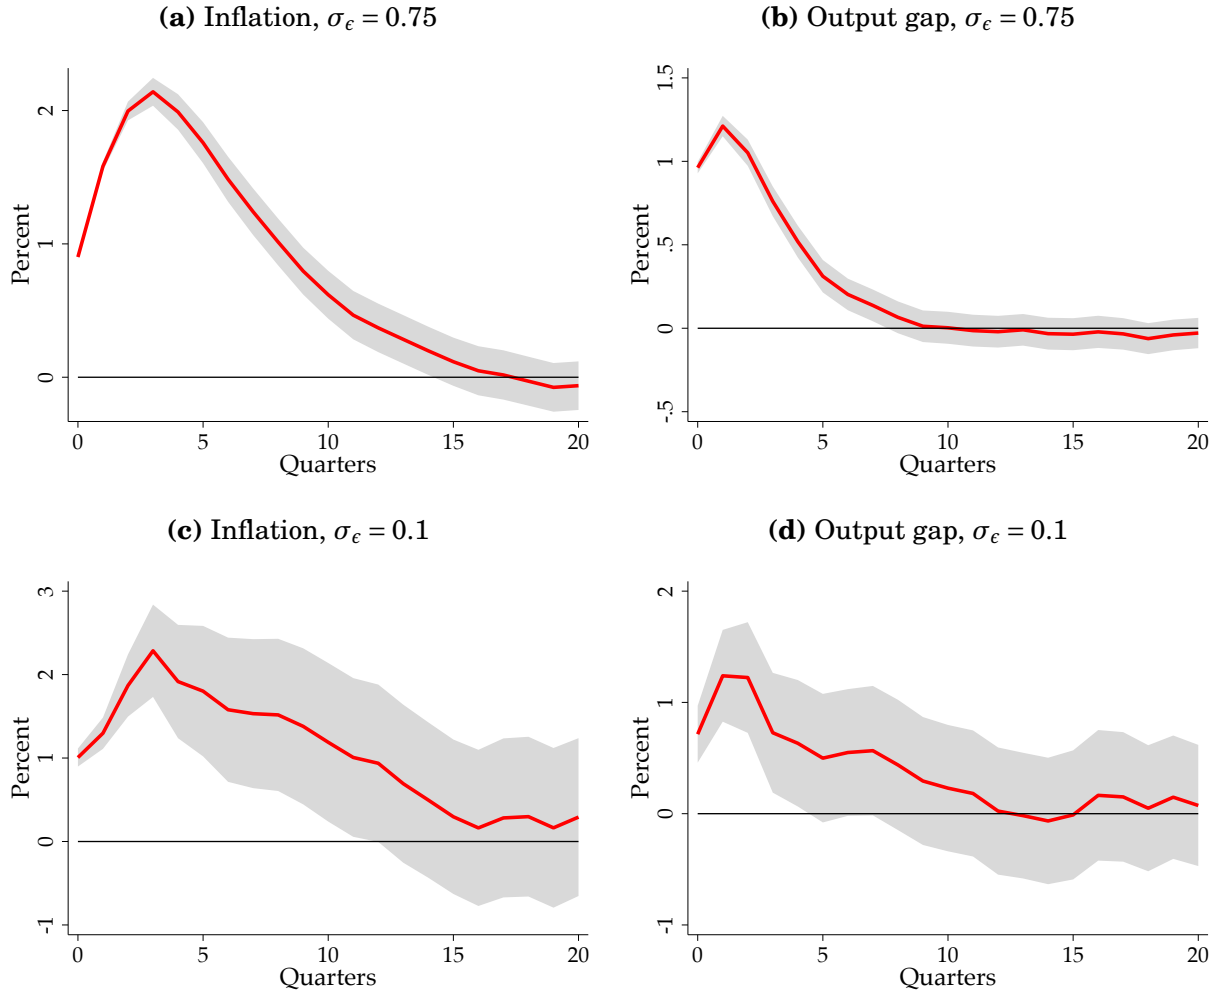 (a) Inflation, σϵ = 0.75
Percent
2
1
0
0 5 10 15 20
Quarters
(b) Output gap, σϵ = 0.75
Percent
1.5
1
.5
0
-.5
0 5 10 15 20
Quarters
(c) Inflation, σϵ = 0.1
Percent
3
2
1
0
-1
0 5 10 15 20
Quarters
(d) Output gap, σϵ = 0.1
Percent
2
1
0
-1
0 5 10 15 20
Quarters